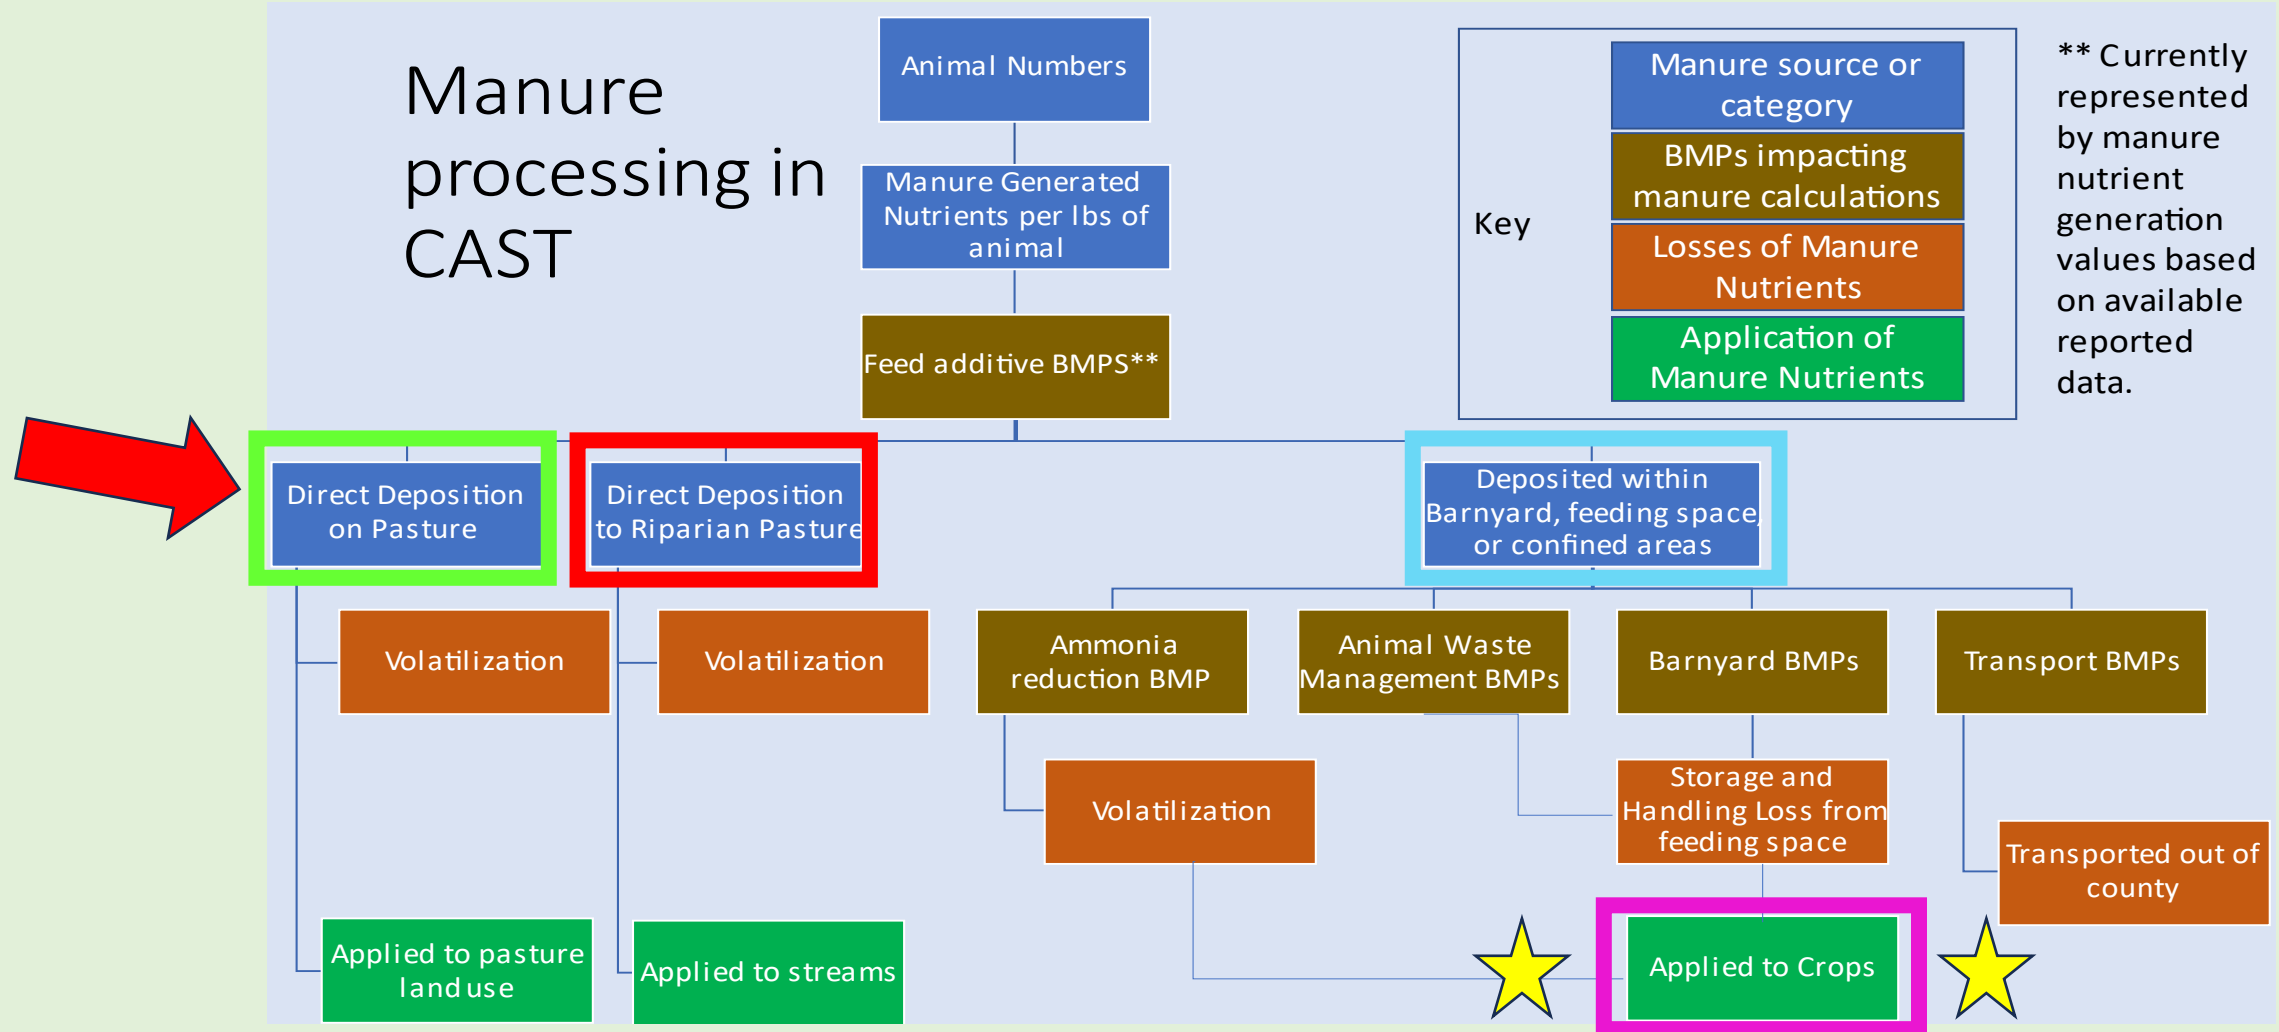 Manure
processing in
CAST
Animal Numbers
Manure Generated
Nutrients per lbs of
animal
Feed additive BMPS**
Key
Manure source or
category
BMPs impacting
manure calculations
Losses of Manure
Nutrients
Application of
Manure Nutrients
** Currently
represented
by manure
nutrient
generation
values based
on available
reported
data.
Direct Deposition
on Pasture
Direct Deposition
to Riparian Pasture
Deposited within
Barnyard, feeding space,
or confined areas
Volatilization
Volatilization
Ammonia
reduction BMP
Animal Waste
Management BMPs
Barnyard BMPs
Transport BMPs
Volatilization
Storage and
Handling Loss from
feeding space
Transported out of
county
Applied to pasture
land use
Applied to streams
Applied to Crops